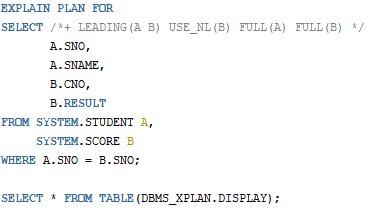 EXPLAIN PLAN FOR
SELECT /*+ LEADING(A B) USE_NL(B) FULL(A) FULL(B) */
A.SNO,
A.SNAME,
B.CNO,
B.RESULT
FROM SYSTEM.STUDENT A,
SYSTEM.SCORE B
WHERE A.SNO = B.SNO;
SELECT * FROM TABLE(DBMS_XPLAN.DISPLAY);